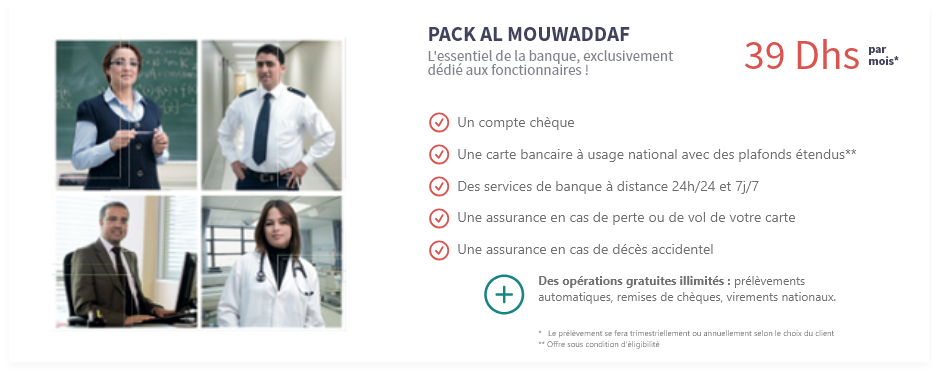 PACK AL MOUWADDAF
L'essentiel de la banque, exclusivement
dédié aux fonctionnaires !
39 Dhs par
mois*
Un compte chèque
Une carte bancaire à usage national avec des plafonds étendus**
Des services de banque à distance 24h/24 et 7j/7
Une assurance en cas de perte ou de vol de votre carte
Une assurance en cas de décès accidentel
Des opérations gratuites illimités : prélèvements
automatiques, remises de chèques, virements nationaux.
* Le prélèvement se fera trimestriellement ou annuellement selon le choix du client
** Offre sous condition d'éligibilité